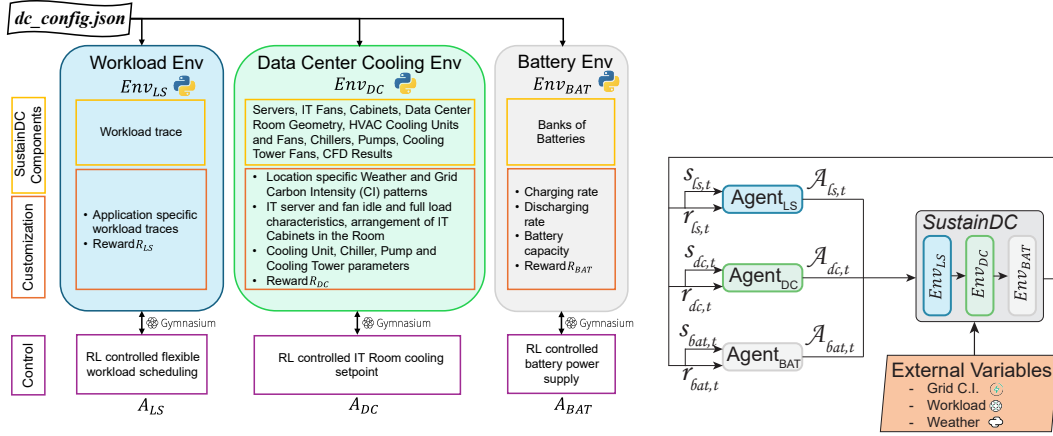 dc_config.json
Workload Env
Env_LS
Workload trace
• Application specific
workload traces
• Reward R_LS
Gymnasium
RL controlled flexible
workload scheduling
A_LS
Data Center Cooling Env
Env_DC
Servers, IT Fans, Cabinets, Data Center
Room Geometry, HVAC Cooling Units
and Fans, Chillers, Pumps, Cooling
Tower Fans, CFD Results
• Location specific Weather and Grid
Carbon Intensity (CI) patterns
• IT server and fan idle and full load
characteristics, arrangement of IT
Cabinets in the Room
• Cooling Unit, Chiller, Pump and
Cooling Tower parameters
• Reward R_DC
Gymnasium
RL controlled IT Room cooling
setpoint
A_DC
Battery Env
Env_BAT
Banks of
Batteries
• Charging rate
• Discharging
rate
• Battery
capacity
• Reward R_BAT
Gymnasium
RL controlled
battery power
supply
A_BAT
SustainDC
Components
Customization
Control
s_ls,t
r_ls,t
Agent_LS
A_ls,t
s_dc,t
r_dc,t
Agent_DC
A_dc,t
s_bat,t
r_bat,t
Agent_BAT
A_bat,t
SustainDC
Env_LS
Env_DC
Env_BAT
External Variables
- Grid C.I.
- Workload
- Weather